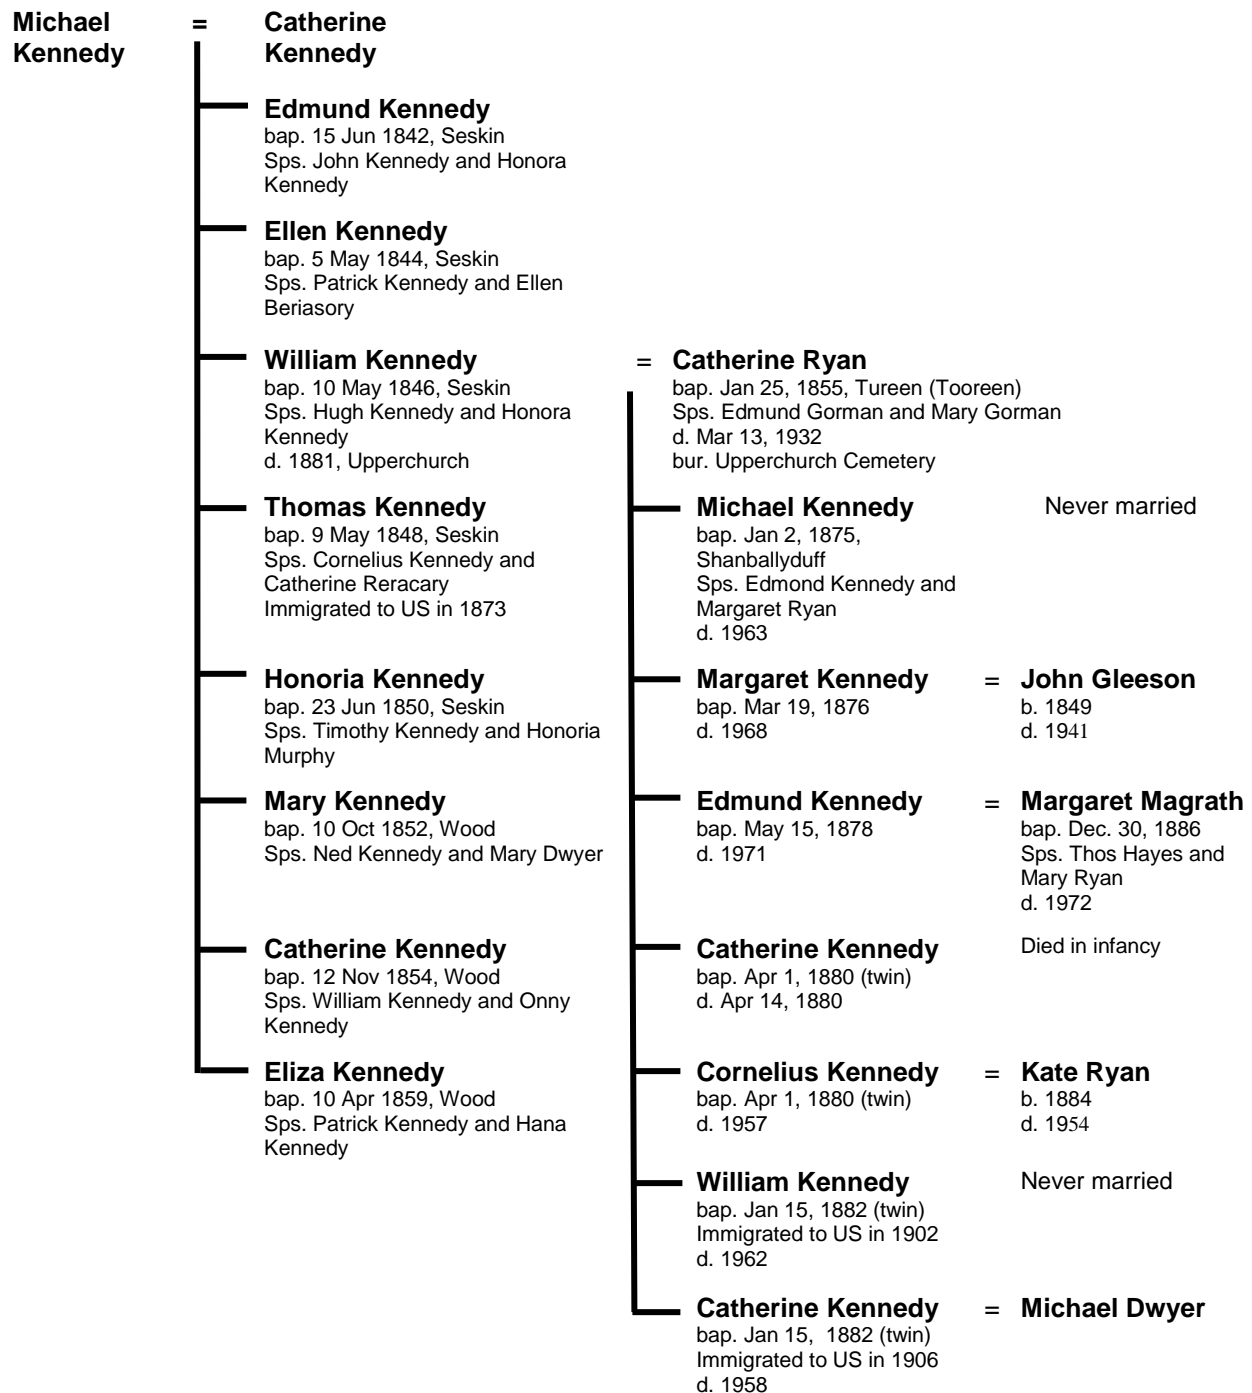 Michael = Catherine
Kennedy Kennedy
Edmund Kennedy
bap. 15 Jun 1842, Seskin
Sps. John Kennedy and Honora
Kennedy
Ellen Kennedy
bap. 5 May 1844, Seskin
Sps. Patrick Kennedy and Ellen
Beriasory
William Kennedy
bap. 10 May 1846, Seskin
Sps. Hugh Kennedy and Honora
Kennedy
d. 1881, Upperchurch
Thomas Kennedy
bap. 9 May 1848, Seskin
Sps. Cornelius Kennedy and
Catherine Reracary
Immigrated to US in 1873
Honoria Kennedy
bap. 23 Jun 1850, Seskin
Sps. Timothy Kennedy and Honoria
Murphy
Mary Kennedy
bap. 10 Oct 1852, Wood
Sps. Ned Kennedy and Mary Dwyer
Catherine Kennedy
bap. 12 Nov 1854, Wood
Sps. William Kennedy and Onny
Kennedy
Eliza Kennedy
bap. 10 Apr 1859, Wood
Sps. Patrick Kennedy and Hana
Kennedy
= Catherine Ryan
bap. Jan 25, 1855, Tureen (Tooreen)
Sps. Edmund Gorman and Mary Gorman
d. Mar 13, 1932
bur. Upperchurch Cemetery
Michael Kennedy Never married
bap. Jan 2, 1875,
Shanballyduff
Sps. Edmond Kennedy and
Margaret Ryan
d. 1963
Margaret Kennedy = John Gleeson
bap. Mar 19, 1876 b. 1849
d. 1968 d. 1941
Edmund Kennedy = Margaret Magrath
bap. May 15, 1878 bap. Dec. 30, 1886
d. 1971 Sps. Thos Hayes and
Mary Ryan
d. 1972
Catherine Kennedy Died in infancy
bap. Apr 1, 1880 (twin)
d. Apr 14, 1880
Cornelius Kennedy = Kate Ryan
bap. Apr 1, 1880 (twin) b. 1884
d. 1957 d. 1954
William Kennedy Never married
bap. Jan 15, 1882 (twin)
Immigrated to US in 1902
d. 1962
Catherine Kennedy = Michael Dwyer
bap. Jan 15, 1882 (twin)
Immigrated to US in 1906
d. 1958